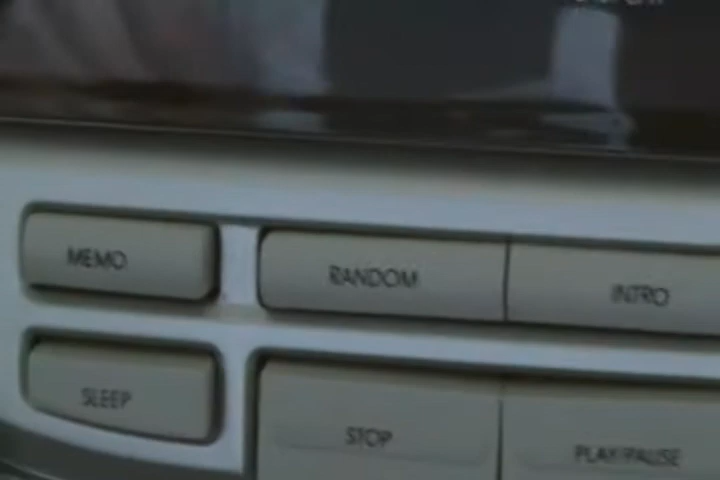 MEMO
RANDOM
INTRO
SLEEP
STOP
PLAY/PAUSE